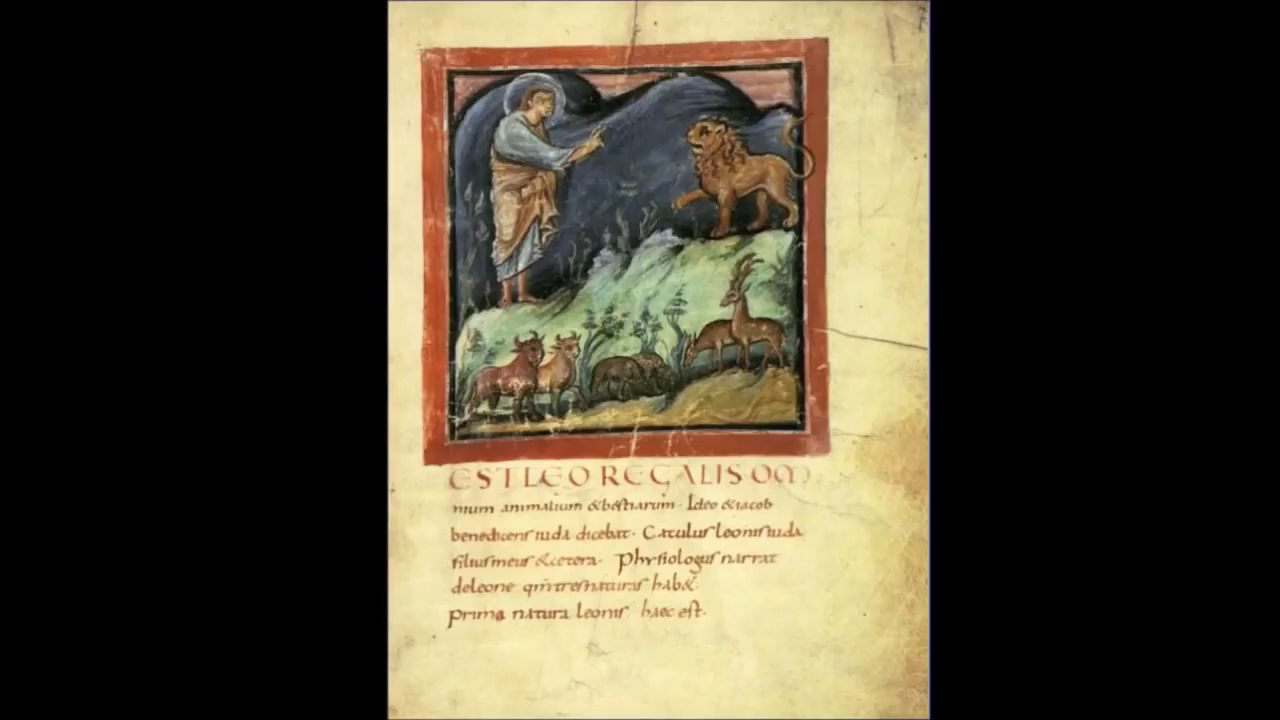 EST LEO REGALIS OM
nium animalium & bestiarum. Ideo & iacob
benedicens iuda dicebat. Catulus leonis iuda
filius meus & cetera. Physiologus narrat
de leone qm tres naturas hab&.
Prima natura leonis haec est.